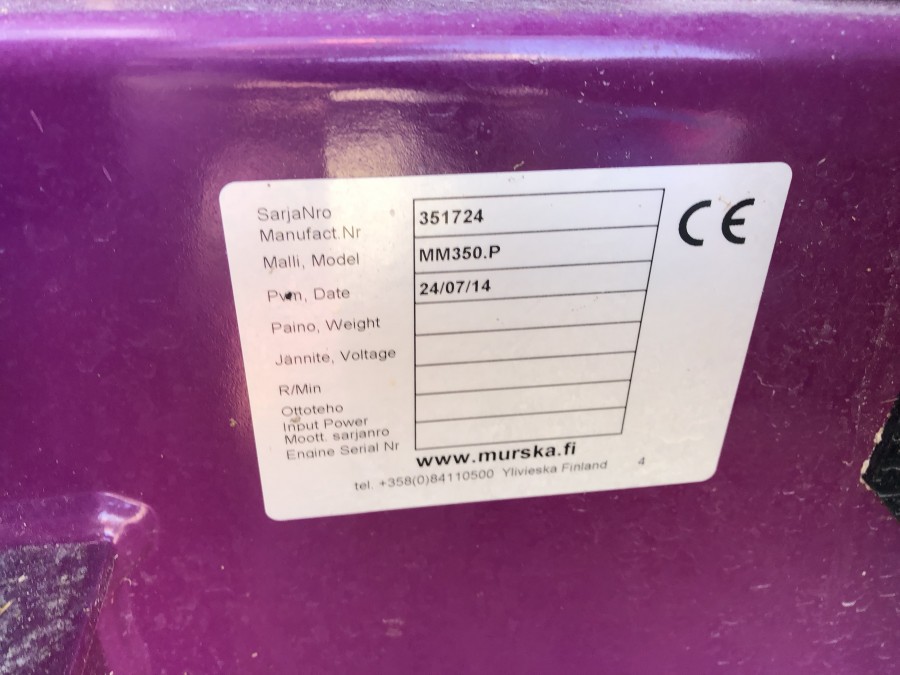 SarjaNro
Manufact.Nr 351724
Malli, Model MM350.P
Pvm, Date 24/07/14
Paino, Weight
Jännite, Voltage
R/Min
Ottoteho
Input Power
Moott. sarjanro
Engine Serial Nr
www.murska.fi
tel. +358(0)84110500 Ylivieska Finland 4
CE